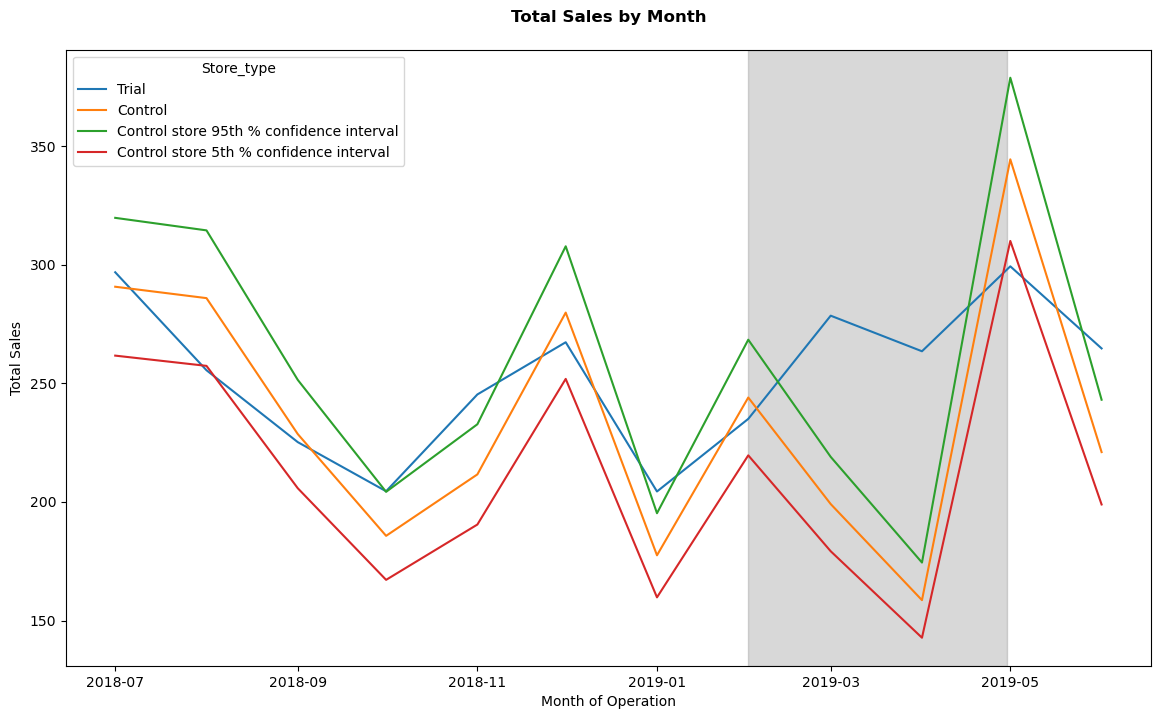 Total Sales by Month
Store_type
Trial
Control
Control store 95th % confidence interval
Control store 5th % confidence interval
Total Sales
350
300
250
200
150
2018-07 2018-09 2018-11 2019-01 2019-03 2019-05
Month of Operation